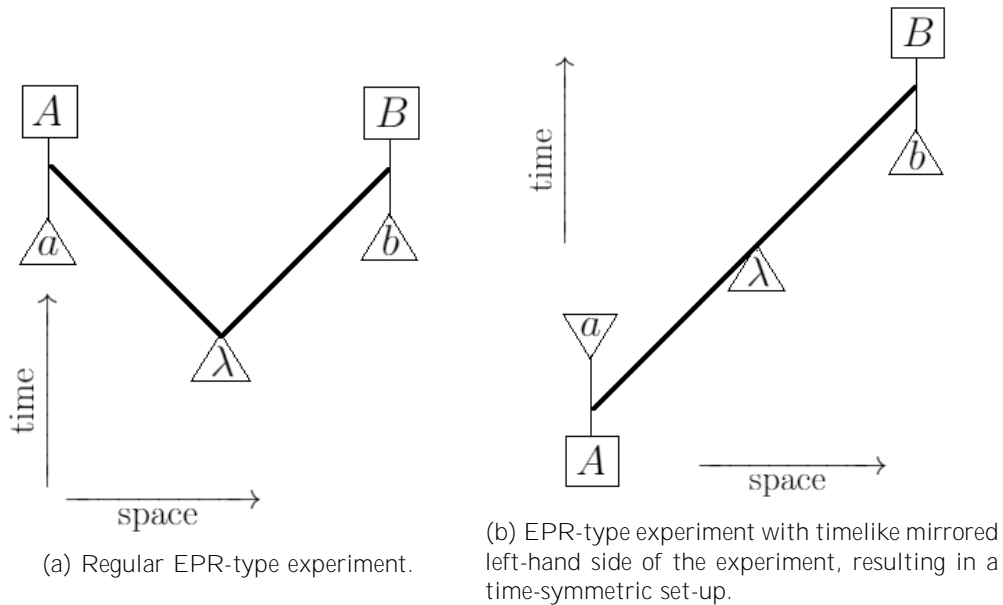 A
B
a
b
λ
time
space
(a) Regular EPR-type experiment.
B
b
time
λ
a
A
space
(b) EPR-type experiment with timelike mirrored
left-hand side of the experiment, resulting in a
time-symmetric set-up.